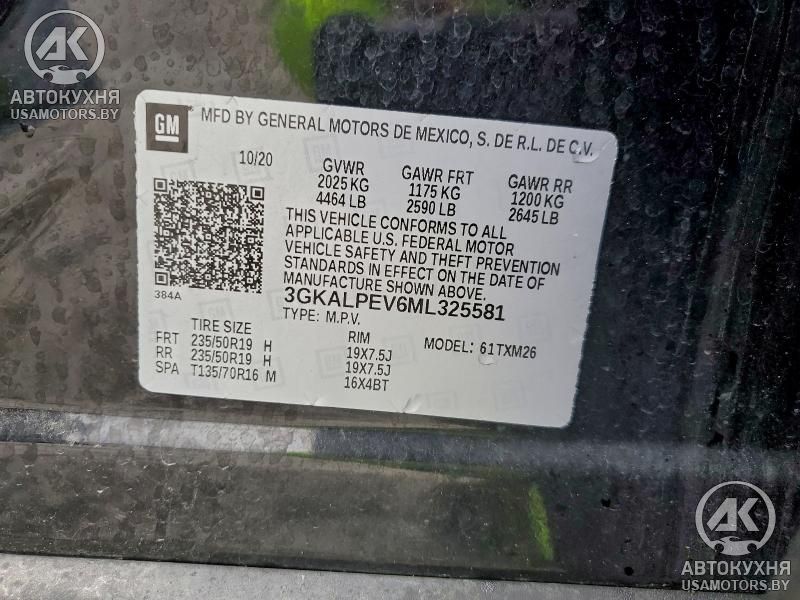 AK
АВТОКУХНЯ
USAMOTORS.BY
GM
MFD BY GENERAL MOTORS DE MEXICO, S. DE R.L. DE C.V.
10/20 GVWR GAWR FRT GAWR RR
2025 KG 1175 KG 1200 KG
4464 LB 2590 LB 2645 LB
THIS VEHICLE CONFORMS TO ALL
APPLICABLE U.S. FEDERAL MOTOR
VEHICLE SAFETY AND THEFT PREVENTION
STANDARDS IN EFFECT ON THE DATE OF
MANUFACTURE SHOWN ABOVE.
384A
3GKALPEV6ML325581
TYPE: M.P.V.
TIRE SIZE RIM MODEL: 61TXM26
FRT 235/50R19 H 19X7.5J
RR 235/50R19 H 19X7.5J
SPA T135/70R16 M 16X4BT
AK
АВТОКУХНЯ
USAMOTORS.BY